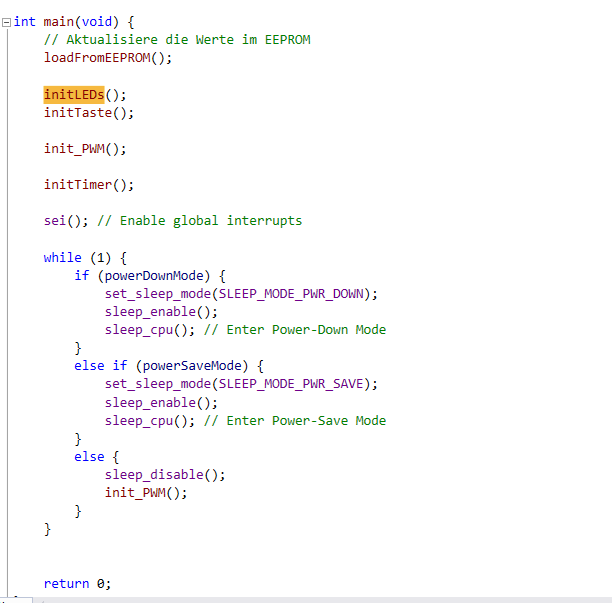 int main(void) {
// Aktualisiere die Werte im EEPROM
loadFromEEPROM();
initLEDs();
initTaste();
init_PWM();
initTimer();
sei(); // Enable global interrupts
while (1) {
if (powerDownMode) {
set_sleep_mode(SLEEP_MODE_PWR_DOWN);
sleep_enable();
sleep_cpu(); // Enter Power-Down Mode
}
else if (powerSaveMode) {
set_sleep_mode(SLEEP_MODE_PWR_SAVE);
sleep_enable();
sleep_cpu(); // Enter Power-Save Mode
}
else {
sleep_disable();
init_PWM();
}
}
return 0;